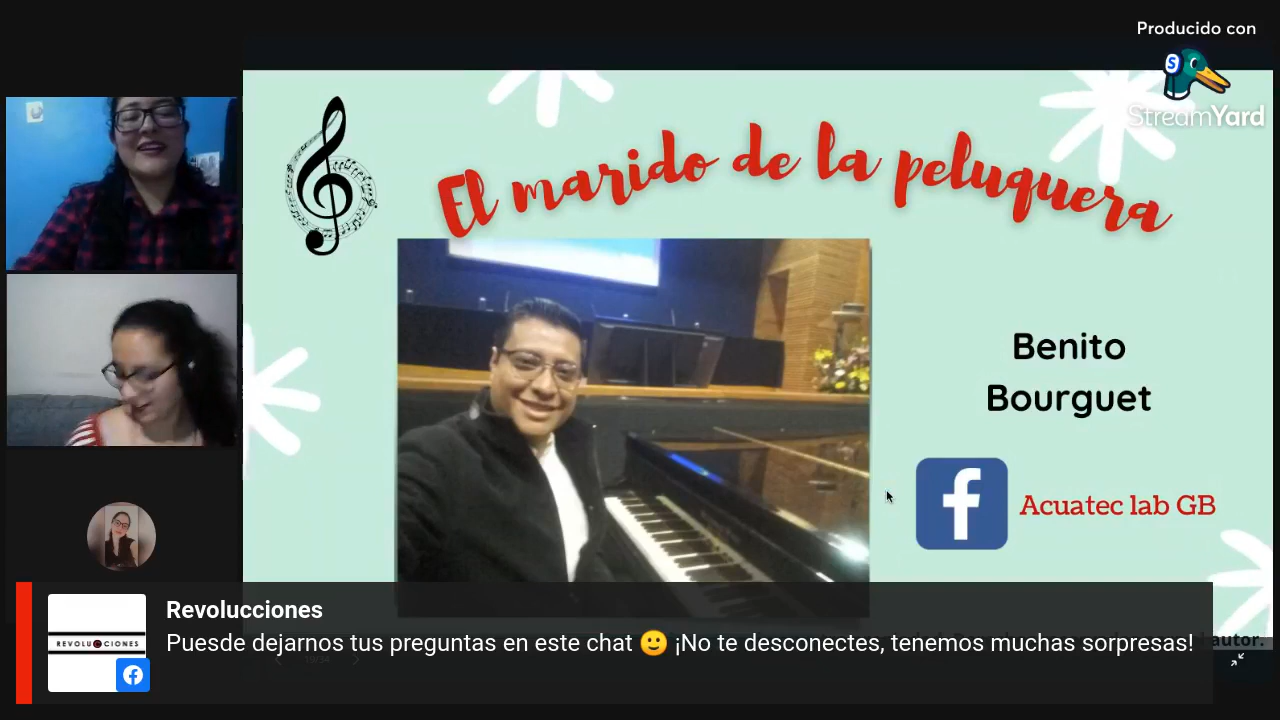 Producido con
StreamYard
El marido de la peluquera
Benito
Bourguet
Acuatec lab GB
Revolucciones
REVOLUCCIONES
Puesde dejarnos tus preguntas en este chat 🙂 ¡No te desconectes, tenemos muchas sorpresas!
autor.